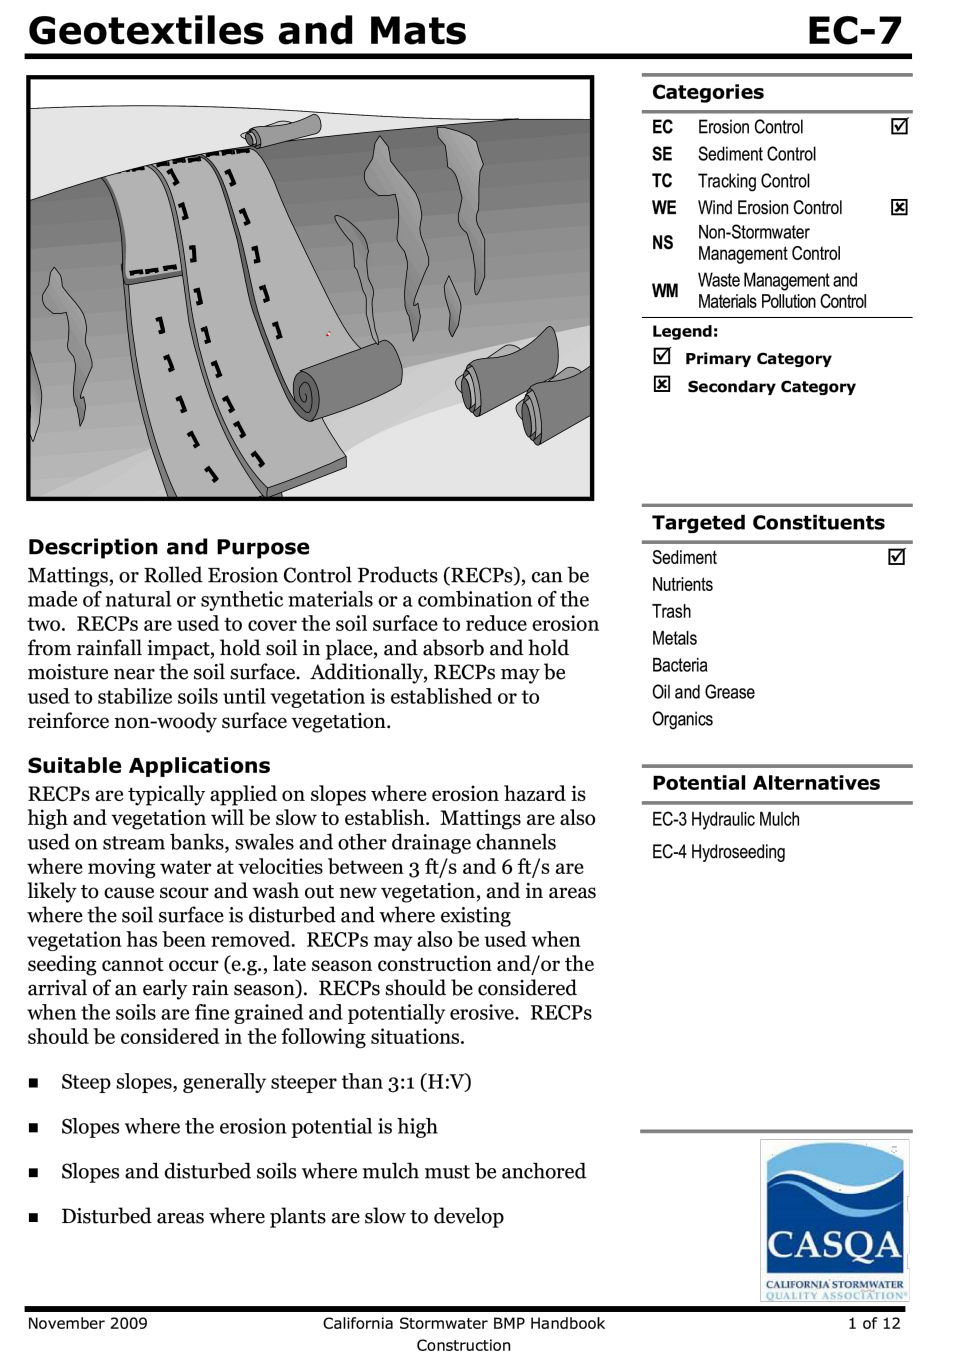 Geotextiles and Mats EC-7
Categories
EC Erosion Control ☑
SE Sediment Control
TC Tracking Control
WE Wind Erosion Control ☒
NS Non-Stormwater
Management Control
WM Waste Management and
Materials Pollution Control
Legend:
☑ Primary Category
☒ Secondary Category
Targeted Constituents
Sediment ☑
Nutrients
Trash
Metals
Bacteria
Oil and Grease
Organics
Potential Alternatives
EC-3 Hydraulic Mulch
EC-4 Hydroseeding
Description and Purpose
Mattings, or Rolled Erosion Control Products (RECPs), can be
made of natural or synthetic materials or a combination of the
two. RECPs are used to cover the soil surface to reduce erosion
from rainfall impact, hold soil in place, and absorb and hold
moisture near the soil surface. Additionally, RECPs may be
used to stabilize soils until vegetation is established or to
reinforce non-woody surface vegetation.
Suitable Applications
RECPs are typically applied on slopes where erosion hazard is
high and vegetation will be slow to establish. Mattings are also
used on stream banks, swales and other drainage channels
where moving water at velocities between 3 ft/s and 6 ft/s are
likely to cause scour and wash out new vegetation, and in areas
where the soil surface is disturbed and where existing
vegetation has been removed. RECPs may also be used when
seeding cannot occur (e.g., late season construction and/or the
arrival of an early rain season). RECPs should be considered
when the soils are fine grained and potentially erosive. RECPs
should be considered in the following situations.
■ Steep slopes, generally steeper than 3:1 (H:V)
■ Slopes where the erosion potential is high
■ Slopes and disturbed soils where mulch must be anchored
■ Disturbed areas where plants are slow to develop
CASQA
CALIFORNIA STORMWATER
QUALITY ASSOCIATION®
November 2009 California Stormwater BMP Handbook 1 of 12
Construction